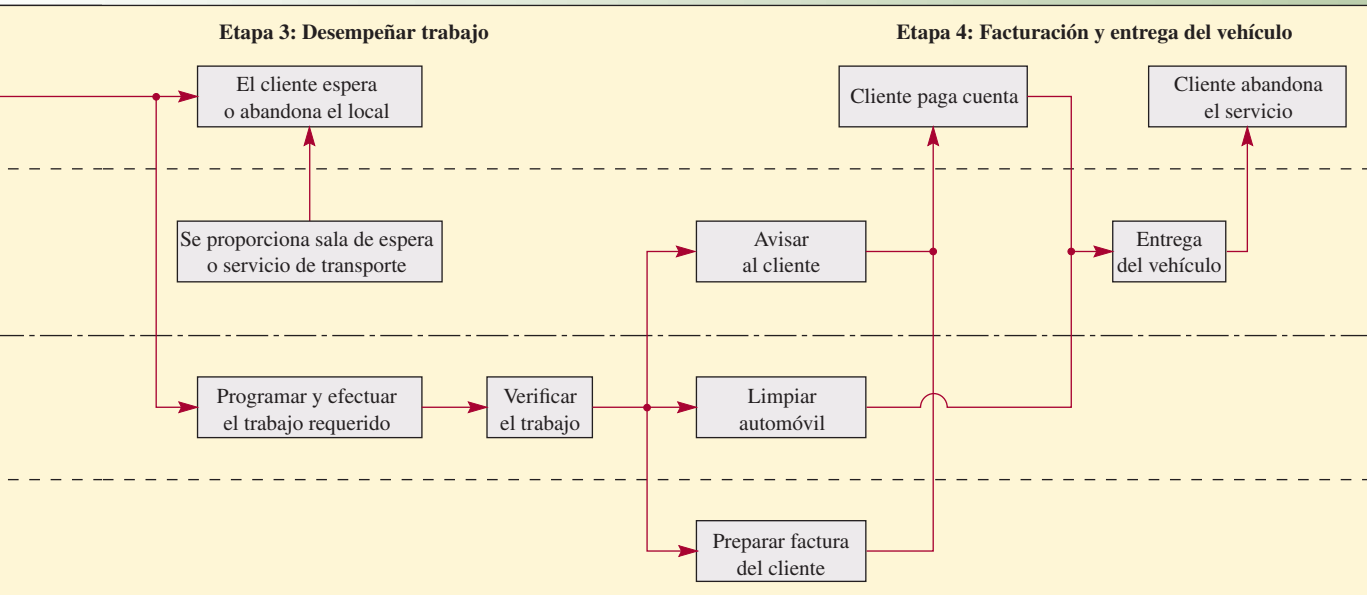 Etapa 3: Desempeñar trabajo
Etapa 4: Facturación y entrega del vehículo
El cliente espera
o abandona el local
Cliente paga cuenta
Cliente abandona
el servicio
Se proporciona sala de espera
o servicio de transporte
Avisar
al cliente
Entrega
del vehículo
Programar y efectuar
el trabajo requerido
Verificar
el trabajo
Limpiar
automóvil
Preparar factura
del cliente